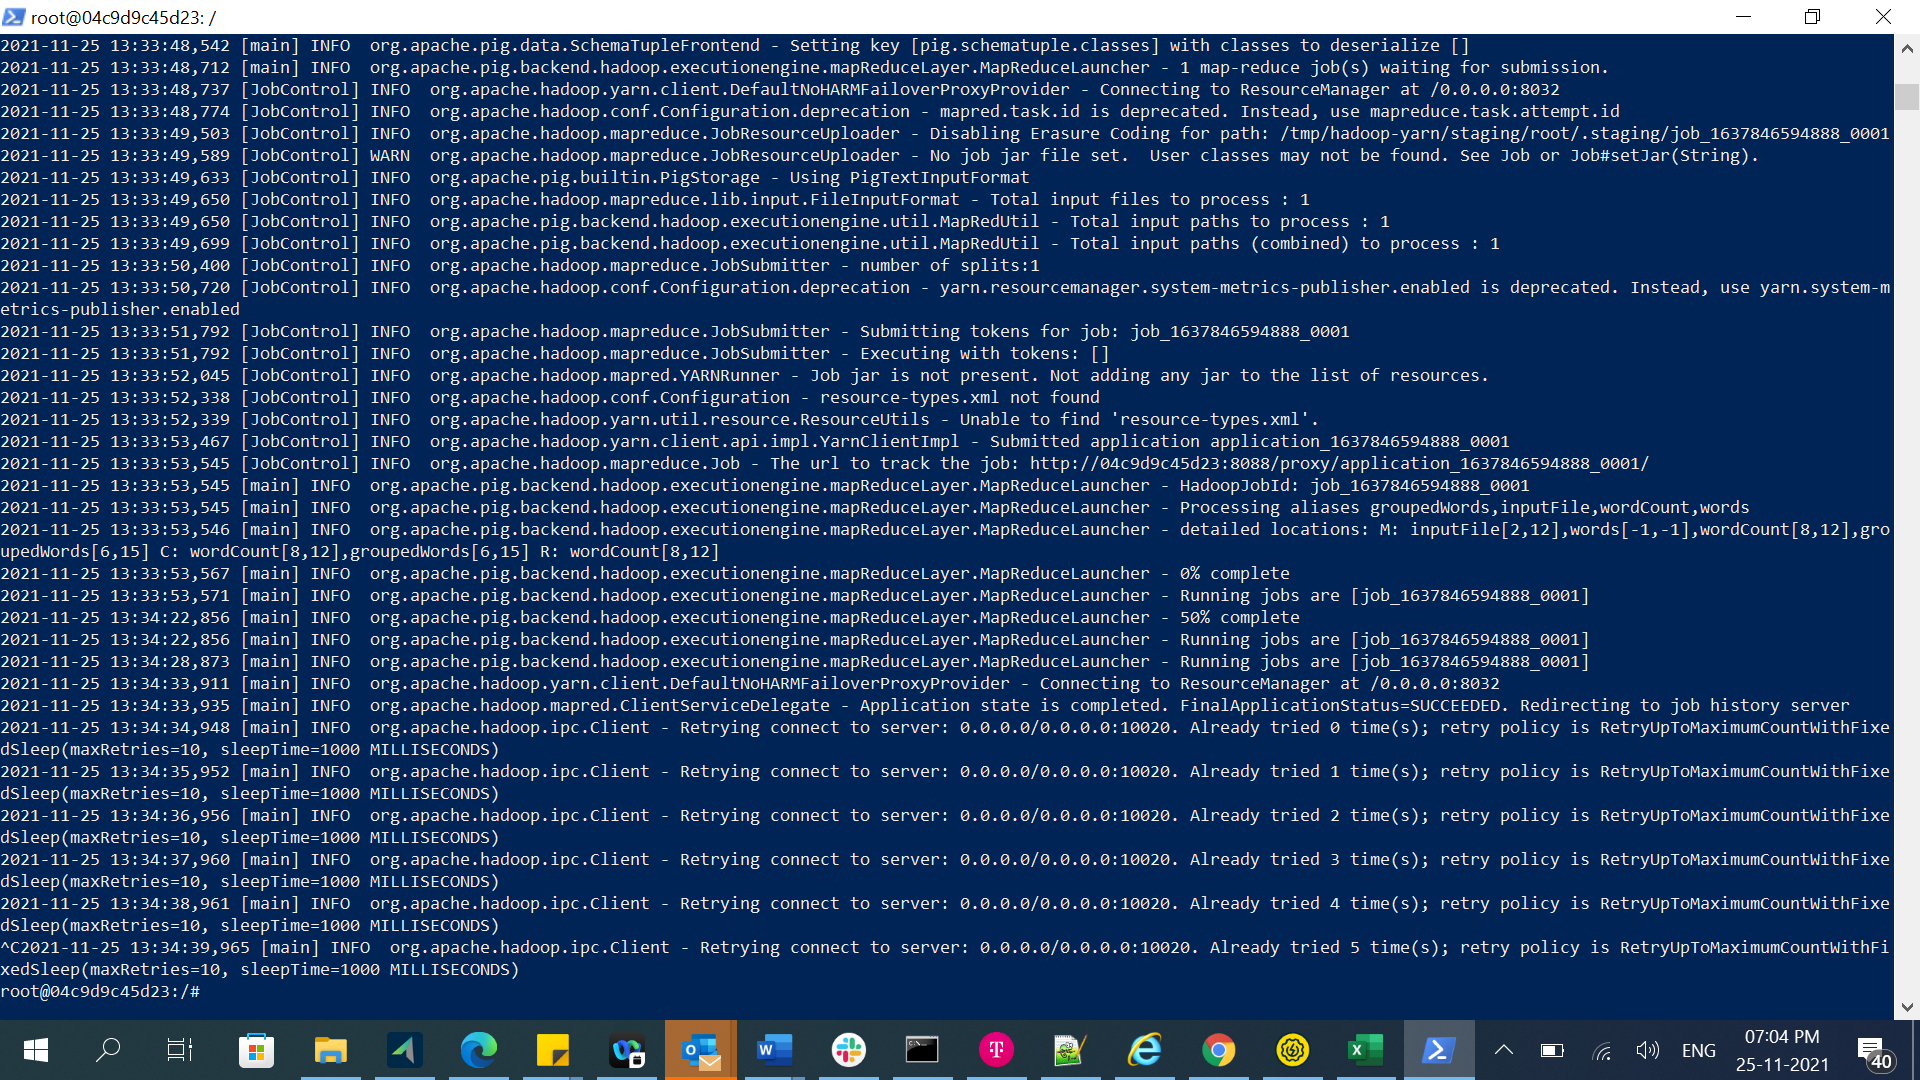 root@04c9d9c45d23: /
2021-11-25 13:33:48,542 [main] INFO  org.apache.pig.data.SchemaTupleFrontend - Setting key [pig.schematuple.classes] with classes to deserialize []
2021-11-25 13:33:48,712 [main] INFO  org.apache.pig.backend.hadoop.executionengine.mapReduceLayer.MapReduceLauncher - 1 map-reduce job(s) waiting for submission.
2021-11-25 13:33:48,737 [JobControl] INFO  org.apache.hadoop.yarn.client.DefaultNoHARMFailoverProxyProvider - Connecting to ResourceManager at /0.0.0.0:8032
2021-11-25 13:33:48,774 [JobControl] INFO  org.apache.hadoop.conf.Configuration.deprecation - mapred.task.id is deprecated. Instead, use mapreduce.task.attempt.id
2021-11-25 13:33:49,503 [JobControl] INFO  org.apache.hadoop.mapreduce.JobResourceUploader - Disabling Erasure Coding for path: /tmp/hadoop-yarn/staging/root/.staging/job_1637846594888_0001
2021-11-25 13:33:49,589 [JobControl] WARN  org.apache.hadoop.mapreduce.JobResourceUploader - No job jar file set.  User classes may not be found. See Job or Job#setJar(String).
2021-11-25 13:33:49,633 [JobControl] INFO  org.apache.pig.builtin.PigStorage - Using PigTextInputFormat
2021-11-25 13:33:49,650 [JobControl] INFO  org.apache.hadoop.mapreduce.lib.input.FileInputFormat - Total input files to process : 1
2021-11-25 13:33:49,650 [JobControl] INFO  org.apache.pig.backend.hadoop.executionengine.util.MapRedUtil - Total input paths to process : 1
2021-11-25 13:33:49,699 [JobControl] INFO  org.apache.pig.backend.hadoop.executionengine.util.MapRedUtil - Total input paths (combined) to process : 1
2021-11-25 13:33:50,400 [JobControl] INFO  org.apache.hadoop.mapreduce.JobSubmitter - number of splits:1
2021-11-25 13:33:50,720 [JobControl] INFO  org.apache.hadoop.conf.Configuration.deprecation - yarn.resourcemanager.system-metrics-publisher.enabled is deprecated. Instead, use yarn.system-m
etrics-publisher.enabled
2021-11-25 13:33:51,792 [JobControl] INFO  org.apache.hadoop.mapreduce.JobSubmitter - Submitting tokens for job: job_1637846594888_0001
2021-11-25 13:33:51,792 [JobControl] INFO  org.apache.hadoop.mapreduce.JobSubmitter - Executing with tokens: []
2021-11-25 13:33:52,045 [JobControl] INFO  org.apache.hadoop.mapred.YARNRunner - Job jar is not present. Not adding any jar to the list of resources.
2021-11-25 13:33:52,338 [JobControl] INFO  org.apache.hadoop.conf.Configuration - resource-types.xml not found
2021-11-25 13:33:52,339 [JobControl] INFO  org.apache.hadoop.yarn.util.resource.ResourceUtils - Unable to find 'resource-types.xml'.
2021-11-25 13:33:53,467 [JobControl] INFO  org.apache.hadoop.yarn.client.api.impl.YarnClientImpl - Submitted application application_1637846594888_0001
2021-11-25 13:33:53,545 [JobControl] INFO  org.apache.hadoop.mapreduce.Job - The url to track the job: http://04c9d9c45d23:8088/proxy/application_1637846594888_0001/
2021-11-25 13:33:53,545 [main] INFO  org.apache.pig.backend.hadoop.executionengine.mapReduceLayer.MapReduceLauncher - HadoopJobId: job_1637846594888_0001
2021-11-25 13:33:53,545 [main] INFO  org.apache.pig.backend.hadoop.executionengine.mapReduceLayer.MapReduceLauncher - Processing aliases groupedWords,inputFile,wordCount,words
2021-11-25 13:33:53,546 [main] INFO  org.apache.pig.backend.hadoop.executionengine.mapReduceLayer.MapReduceLauncher - detailed locations: M: inputFile[2,12],words[-1,-1],wordCount[8,12],gro
upedWords[6,15] C: wordCount[8,12],groupedWords[6,15] R: wordCount[8,12]
2021-11-25 13:33:53,567 [main] INFO  org.apache.pig.backend.hadoop.executionengine.mapReduceLayer.MapReduceLauncher - 0% complete
2021-11-25 13:33:53,571 [main] INFO  org.apache.pig.backend.hadoop.executionengine.mapReduceLayer.MapReduceLauncher - Running jobs are [job_1637846594888_0001]
2021-11-25 13:34:22,856 [main] INFO  org.apache.pig.backend.hadoop.executionengine.mapReduceLayer.MapReduceLauncher - 50% complete
2021-11-25 13:34:22,856 [main] INFO  org.apache.pig.backend.hadoop.executionengine.mapReduceLayer.MapReduceLauncher - Running jobs are [job_1637846594888_0001]
2021-11-25 13:34:28,873 [main] INFO  org.apache.pig.backend.hadoop.executionengine.mapReduceLayer.MapReduceLauncher - Running jobs are [job_1637846594888_0001]
2021-11-25 13:34:33,911 [main] INFO  org.apache.hadoop.yarn.client.DefaultNoHARMFailoverProxyProvider - Connecting to ResourceManager at /0.0.0.0:8032
2021-11-25 13:34:33,935 [main] INFO  org.apache.hadoop.mapred.ClientServiceDelegate - Application state is completed. FinalApplicationStatus=SUCCEEDED. Redirecting to job history server
2021-11-25 13:34:34,948 [main] INFO  org.apache.hadoop.ipc.Client - Retrying connect to server: 0.0.0.0/0.0.0.0:10020. Already tried 0 time(s); retry policy is RetryUpToMaximumCountWithFixe
dSleep(maxRetries=10, sleepTime=1000 MILLISECONDS)
2021-11-25 13:34:35,952 [main] INFO  org.apache.hadoop.ipc.Client - Retrying connect to server: 0.0.0.0/0.0.0.0:10020. Already tried 1 time(s); retry policy is RetryUpToMaximumCountWithFixe
dSleep(maxRetries=10, sleepTime=1000 MILLISECONDS)
2021-11-25 13:34:36,956 [main] INFO  org.apache.hadoop.ipc.Client - Retrying connect to server: 0.0.0.0/0.0.0.0:10020. Already tried 2 time(s); retry policy is RetryUpToMaximumCountWithFixe
dSleep(maxRetries=10, sleepTime=1000 MILLISECONDS)
2021-11-25 13:34:37,960 [main] INFO  org.apache.hadoop.ipc.Client - Retrying connect to server: 0.0.0.0/0.0.0.0:10020. Already tried 3 time(s); retry policy is RetryUpToMaximumCountWithFixe
dSleep(maxRetries=10, sleepTime=1000 MILLISECONDS)
2021-11-25 13:34:38,961 [main] INFO  org.apache.hadoop.ipc.Client - Retrying connect to server: 0.0.0.0/0.0.0.0:10020. Already tried 4 time(s); retry policy is RetryUpToMaximumCountWithFixe
dSleep(maxRetries=10, sleepTime=1000 MILLISECONDS)
^C2021-11-25 13:34:39,965 [main] INFO  org.apache.hadoop.ipc.Client - Retrying connect to server: 0.0.0.0/0.0.0.0:10020. Already tried 5 time(s); retry policy is RetryUpToMaximumCountWithFi
xedSleep(maxRetries=10, sleepTime=1000 MILLISECONDS)
root@04c9d9c45d23:/#
ENG
07:04 PM
25-11-2021
40